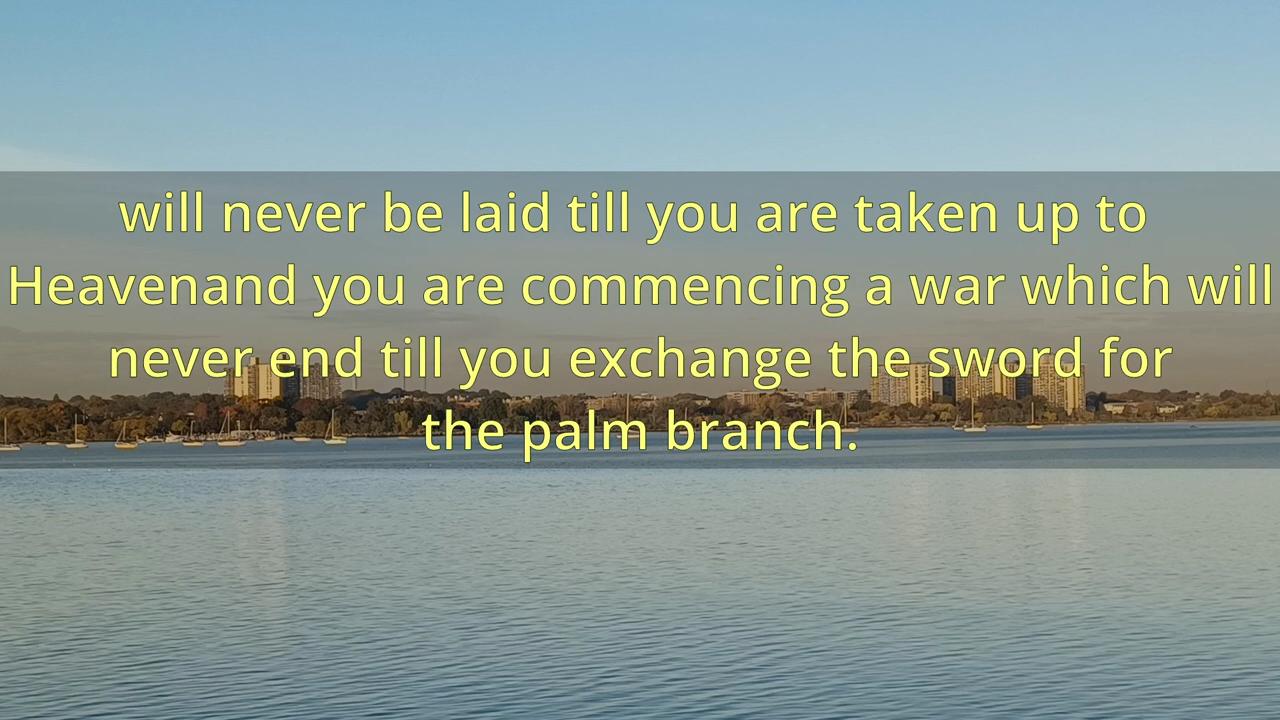 will never be laid till you are taken up to
Heavenand you are commencing a war which will
never end till you exchange the sword for
the palm branch.